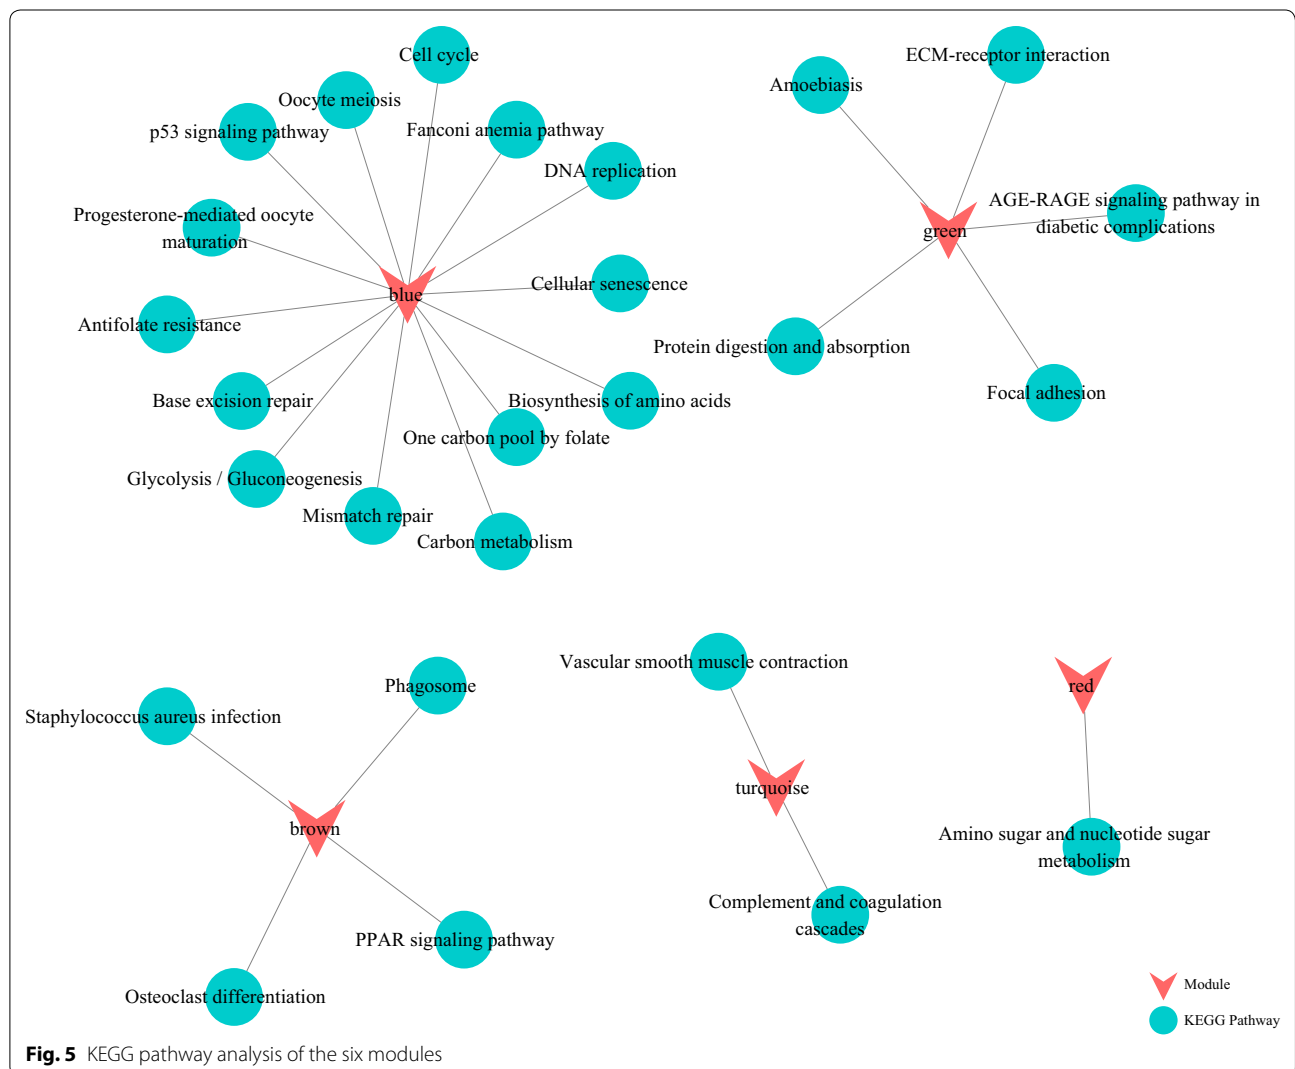 Cell cycle
Oocyte meiosis
p53 signaling pathway
Fanconi anemia pathway
DNA replication
Progesterone-mediated oocyte
maturation
Cellular senescence
blue
Antifolate resistance
Base excision repair
Biosynthesis of amino acids
One carbon pool by folate
Glycolysis / Gluconeogenesis
Mismatch repair
Carbon metabolism
ECM-receptor interaction
Amoebiasis
AGE-RAGE signaling pathway in
diabetic complications
green
Protein digestion and absorption
Focal adhesion
Phagosome
Staphylococcus aureus infection
brown
PPAR signaling pathway
Osteoclast differentiation
Vascular smooth muscle contraction
turquoise
Complement and coagulation
cascades
red
Amino sugar and nucleotide sugar
metabolism
Module
KEGG Pathway
Fig. 5 KEGG pathway analysis of the six modules